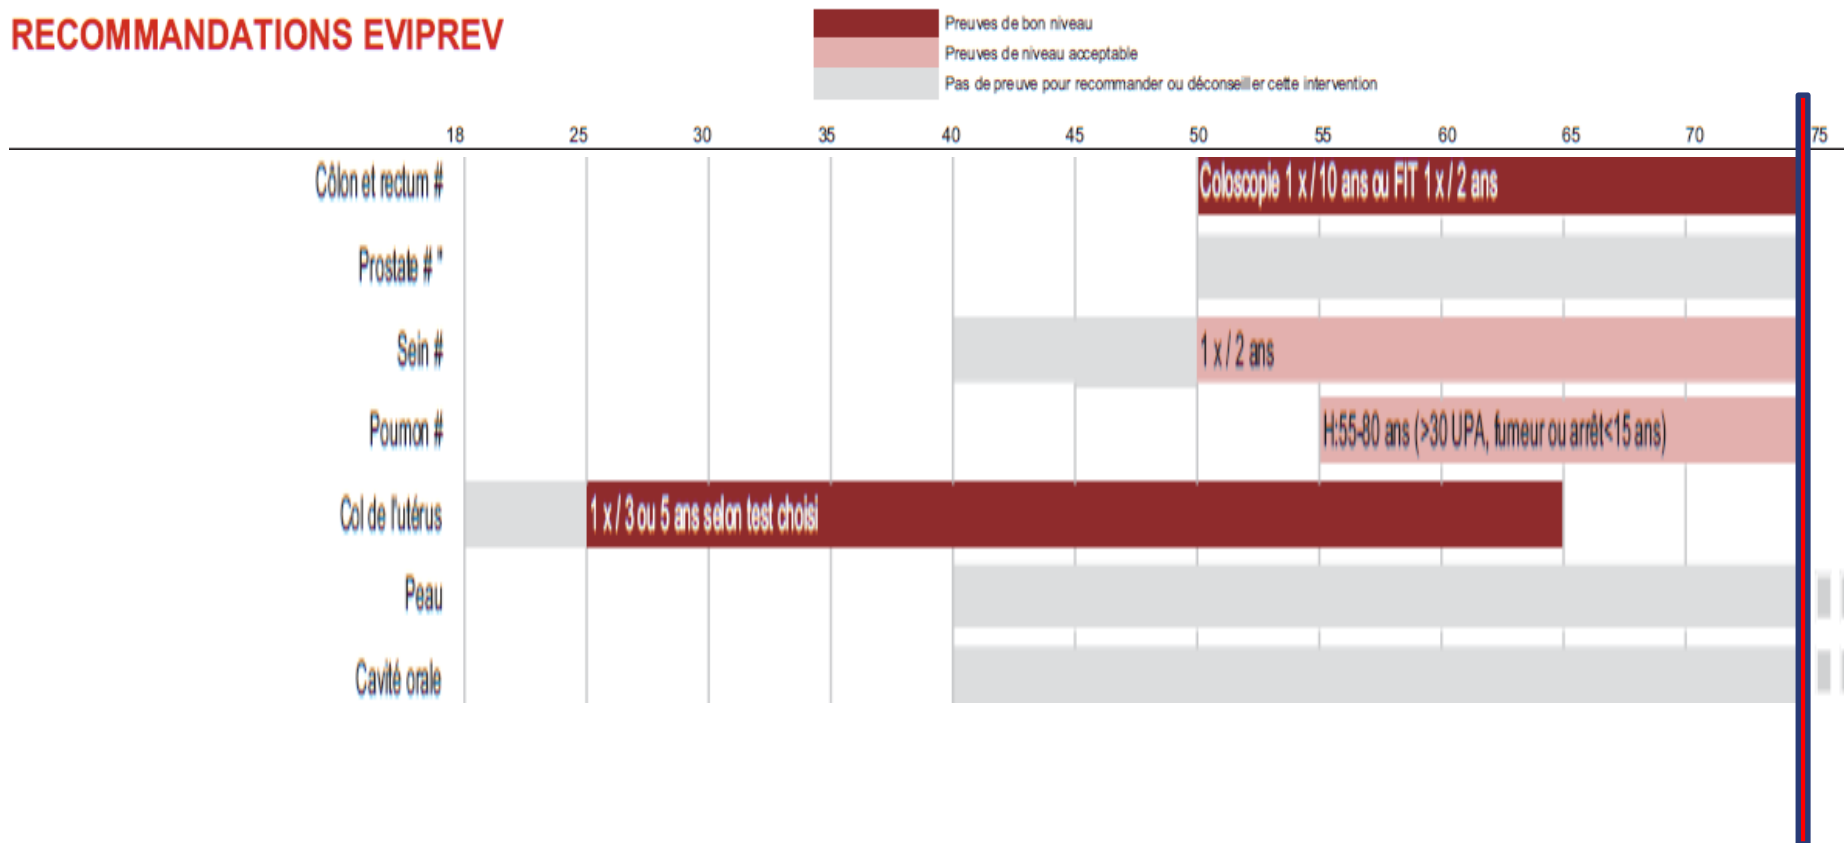 RECOMMANDATIONS EVIPREV
Preuves de bon niveau
Preuves de niveau acceptable
Pas de preuve pour recommander ou déconseiller cette intervention
18 25 30 35 40 45 50 55 60 65 70 75
Côlon et rectum # Coloscopie 1 x / 10 ans ou FIT 1 x / 2 ans
Prostate # *
Sein # 1 x / 2 ans
Poumon # H:55-80 ans (>30 UPA, fumeur ou arrêt<15 ans)
Col de l'utérus 1 x / 3 ou 5 ans selon test choisi
Peau
Cavité orale